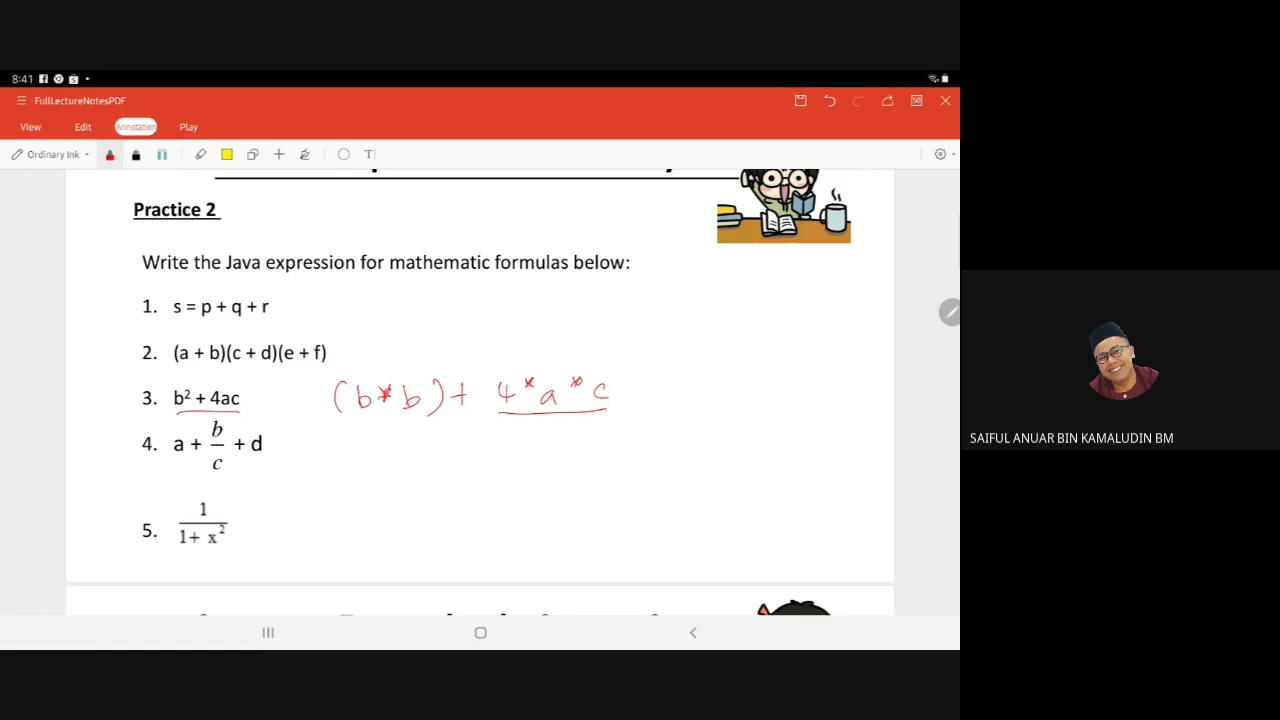 8:41
FullLectureNotesPDF
View Edit Annotation Play
Ordinary Ink
Practice 2
Write the Java expression for mathematic formulas below:
1. s = p + q + r
2. (a + b)(c + d)(e + f)
3. b² + 4ac (b*b)+ 4*a*c
4. a + b/c + d
5. 1/1+ x²
SAIFUL ANUAR BIN KAMALUDIN BM